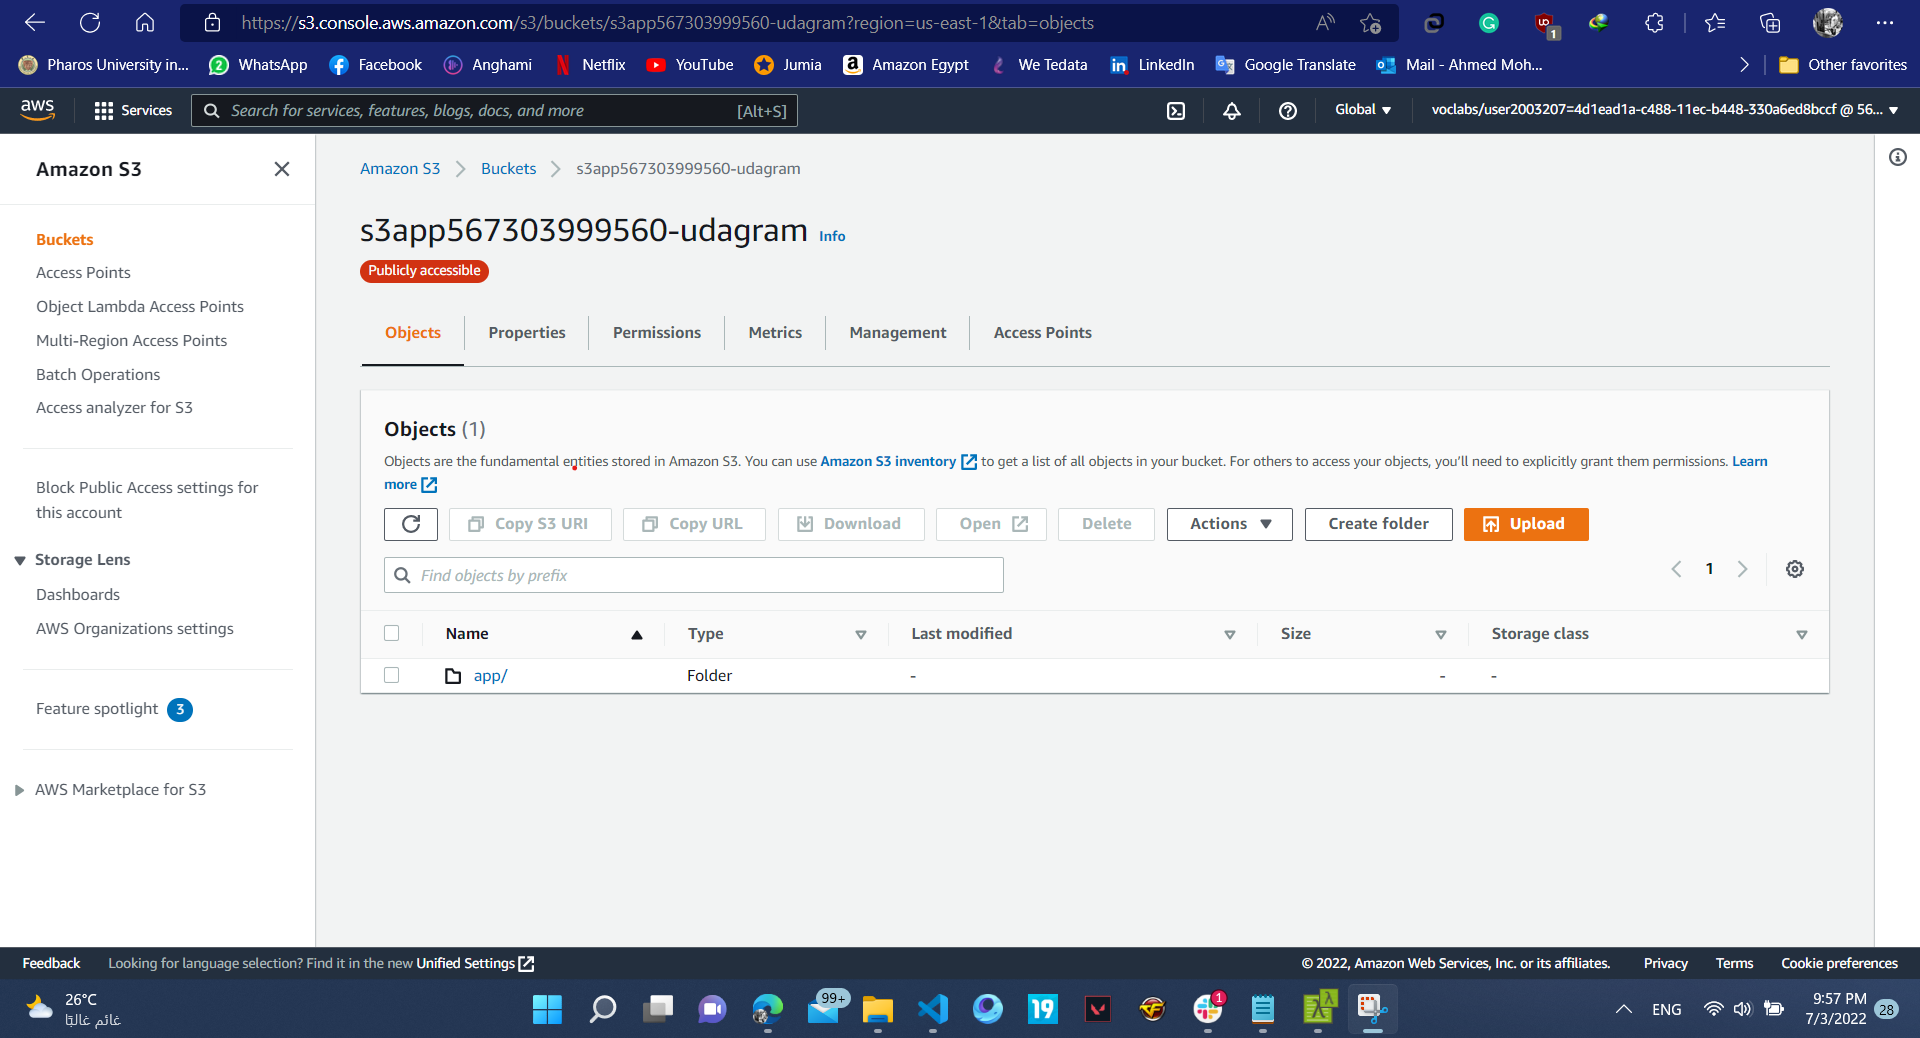 https://s3.console.aws.amazon.com/s3/buckets/s3app567303999560-udagram?region=us-east-1&tab=objects
1
Pharos University in... WhatsApp Facebook Anghami Netflix YouTube Jumia Amazon Egypt We Tedata LinkedIn Google Translate Mail - Ahmed Moh... Other favorites
aws Services Search for services, features, blogs, docs, and more [Alt+S] Global voclabs/user2003207=4d1ead1a-c488-11ec-b448-330a6ed8bccf @ 56...
Amazon S3
Buckets
Access Points
Object Lambda Access Points
Multi-Region Access Points
Batch Operations
Access analyzer for S3
Block Public Access settings for
this account
Storage Lens
Dashboards
AWS Organizations settings
Feature spotlight 3
AWS Marketplace for S3
Amazon S3 Buckets s3app567303999560-udagram
s3app567303999560-udagram Info
Publicly accessible
Objects Properties Permissions Metrics Management Access Points
Objects (1)
Objects are the fundamental entities stored in Amazon S3. You can use Amazon S3 inventory to get a list of all objects in your bucket. For others to access your objects, you'll need to explicitly grant them permissions. Learn
more
Copy S3 URI Copy URL Download Open Delete Actions Create folder Upload
Find objects by prefix 1
Name Type Last modified Size Storage class
app/ Folder - - -
Feedback Looking for language selection? Find it in the new Unified Settings © 2022, Amazon Web Services, Inc. or its affiliates. Privacy Terms Cookie preferences
26°C
غائم غالبًا
99+ 19 1
ENG
9:57 PM
7/3/2022
28